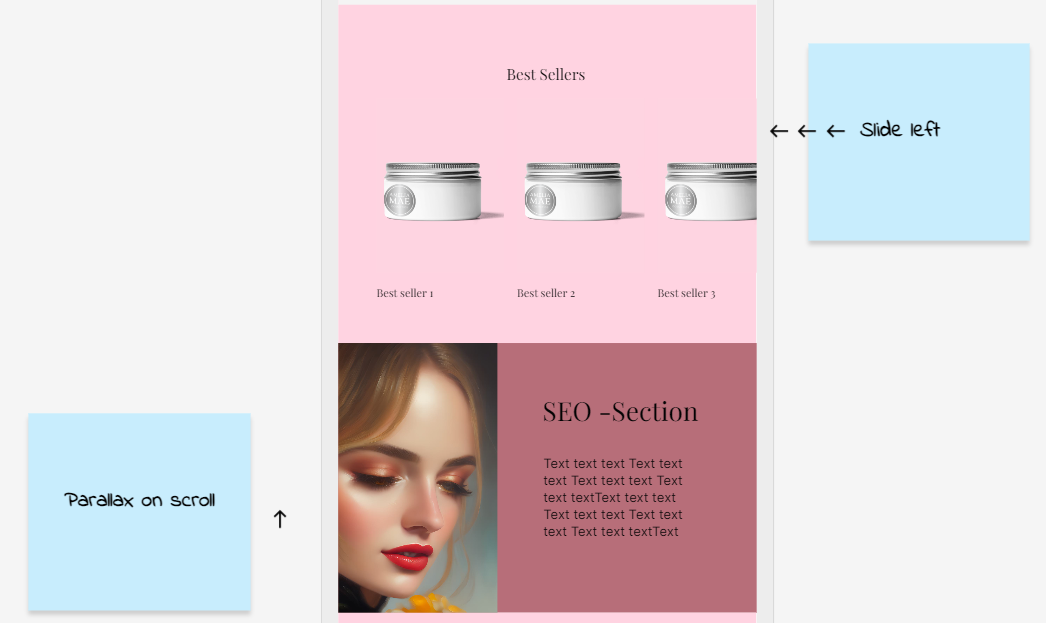 Best Sellers
Slide left
MAE
MAE
MAE
Best seller 1
Best seller 2
Best seller 3
SEO -Section
Text text text Text text
text Text text text Text
text textText text text
Text text text Text text
text Text text textText
Parallax on scroll